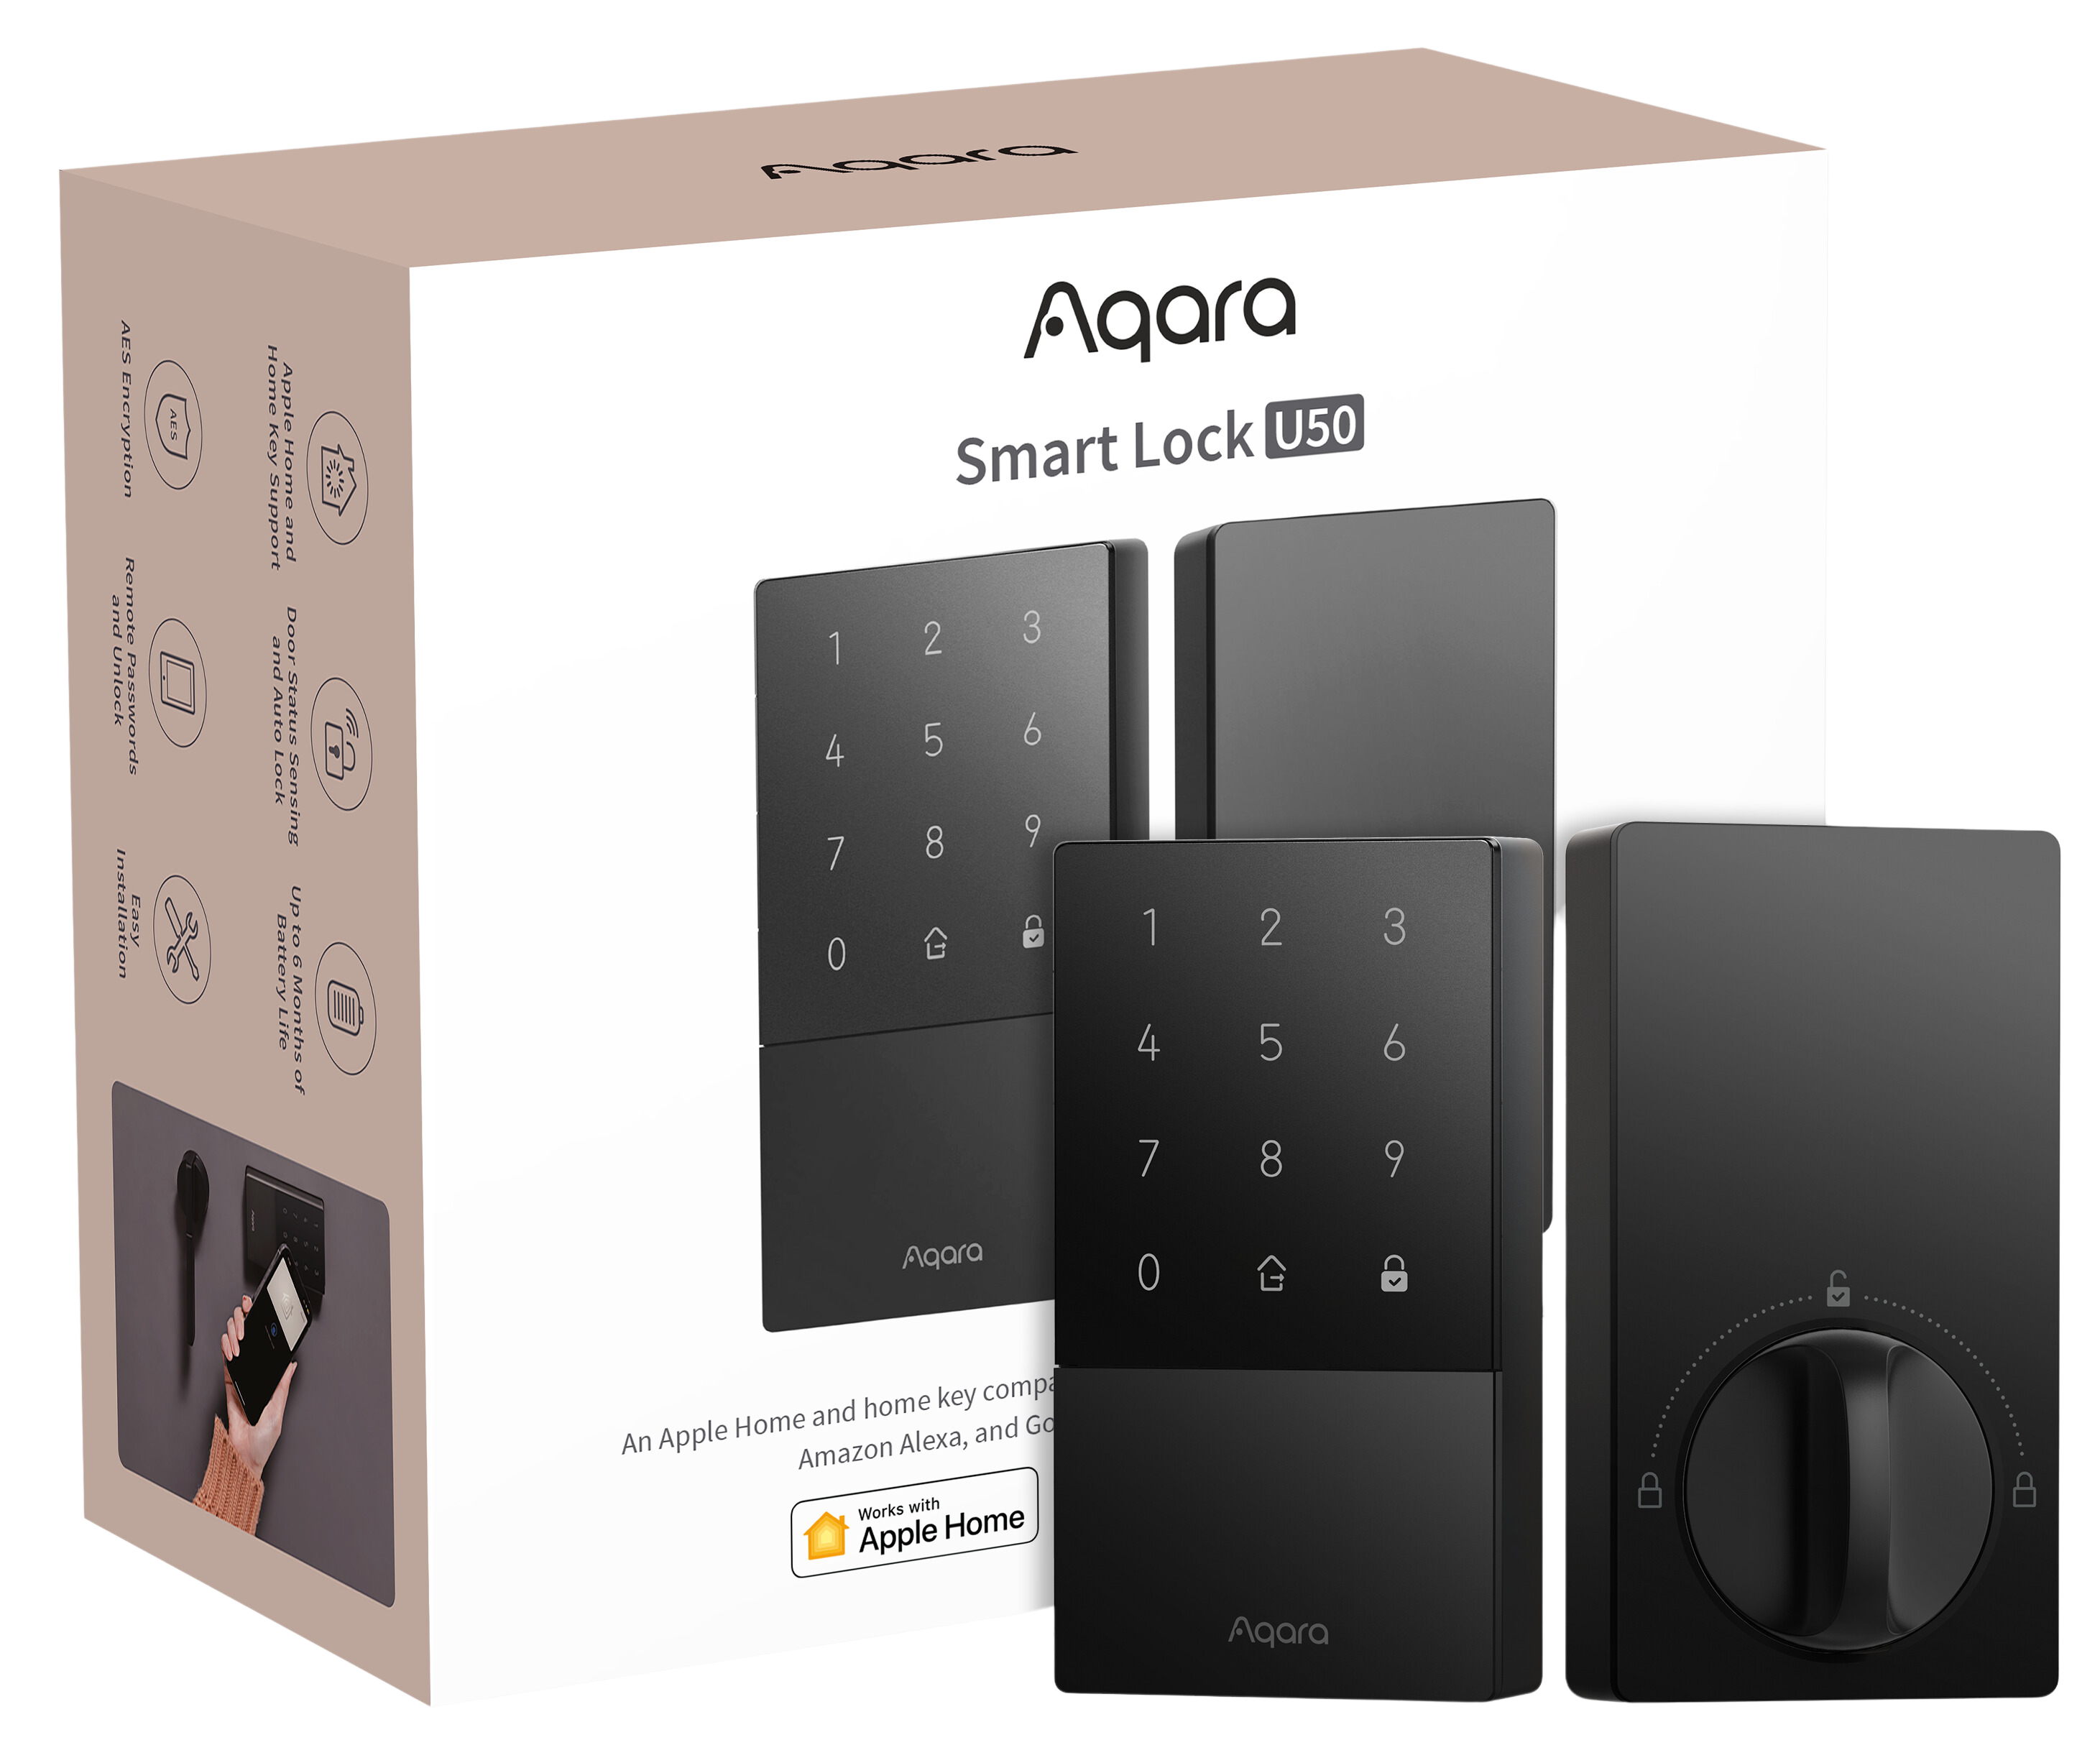 Aqara
Aqara
Smart Lock U50
1 2 3
4 5 6
7 8 9
0
Aqara
An Apple Home and home key
Amazon Alexa, and
Works with
Apple Home
Apple Home and
Home Key Support
Door Status Sensing
and Auto Lock
Up to 6 Months of
Battery Life
AES
AES Encryption
Remote Passwords
and Unlock
Easy
Installation
1 2 3
4 5 6
7 8 9
0
Aqara